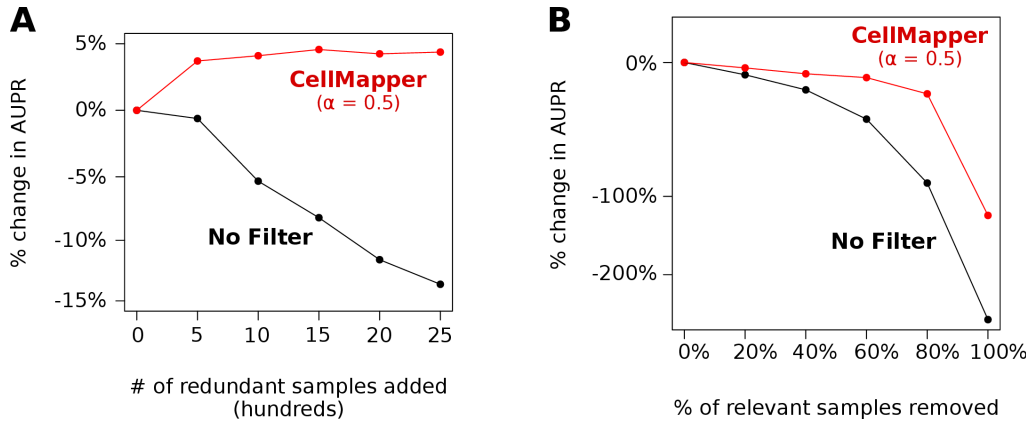 A
5%
0%
-5%
-10%
-15%
% change in AUPR
CellMapper
(α = 0.5)
No Filter
0 5 10 15 20 25
# of redundant samples added
(hundreds)
B
0%
-100%
-200%
% change in AUPR
CellMapper
(α = 0.5)
No Filter
0% 20% 40% 60% 80% 100%
% of relevant samples removed